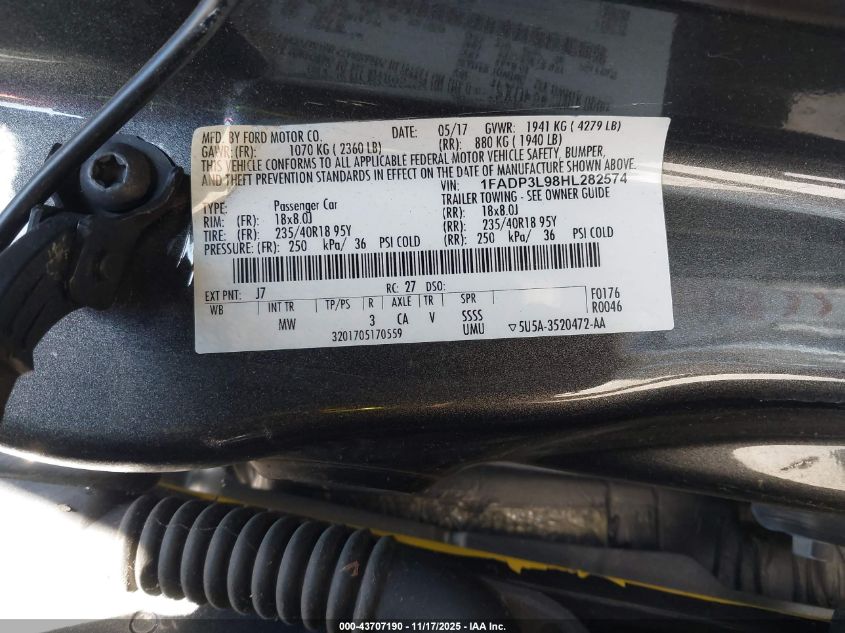 MFD. BY FORD MOTOR CO. DATE: 05/17 GVWR: 1941 KG ( 4279 LB)
GAWR: (FR): 1070 KG ( 2360 LB) (RR): 880 KG ( 1940 LB)
THIS VEHICLE CONFORMS TO ALL APPLICABLE FEDERAL MOTOR VEHICLE SAFETY, BUMPER,
AND THEFT PREVENTION STANDARDS IN EFFECT ON THE DATE OF MANUFACTURE SHOWN ABOVE.
VIN: 1FADP3L98HL282574
TYPE: Passenger Car TRAILER TOWING - SEE OWNER GUIDE
RIM: (FR): 18x8.0J (RR): 18x8.0J
TIRE: (FR): 235/40R18 95Y (RR): 235/40R18 95Y
PRESSURE: (FR): 250 kPa/ 36 PSI COLD (RR): 250 kPa/ 36 PSI COLD
EXT PNT: J7 RC: 27 DSO: F0176
WB INT TR TP/PS R AXLE TR SPR R0046
MW 3 CA V SSSS
UMU ▽5U5A-3520472-AA
3201705170559
000-43707190 - 11/17/2025 - IAA Inc.